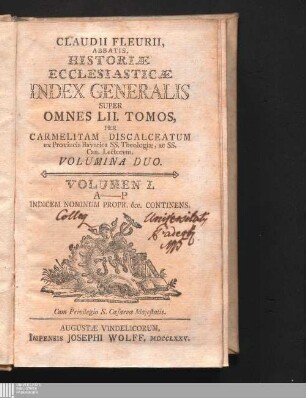 CLAUDII FLEURII,
ABBATIS,
HISTORIÆ
ECCLESIASTICÆ
INDEX GENERALIS
SUPER
OMNES LII. TOMOS,
PER
CARMELITAM DISCALCEATUM
ex Provincia Bavarica SS. Theologiæ, ac SS.
Can. Lectorem.
VOLUMINA DUO.
VOLUMEN I.
A—P
INDICEM NOMINUM PROPR. &c. CONTINENS.
Colleg Universitat
Cum Privilegio S. Cæsareæ Majestatis.
AUGUSTÆ VINDELICORUM,
IMPENSIS JOSEPHI WOLFF, MDCCLXXV.